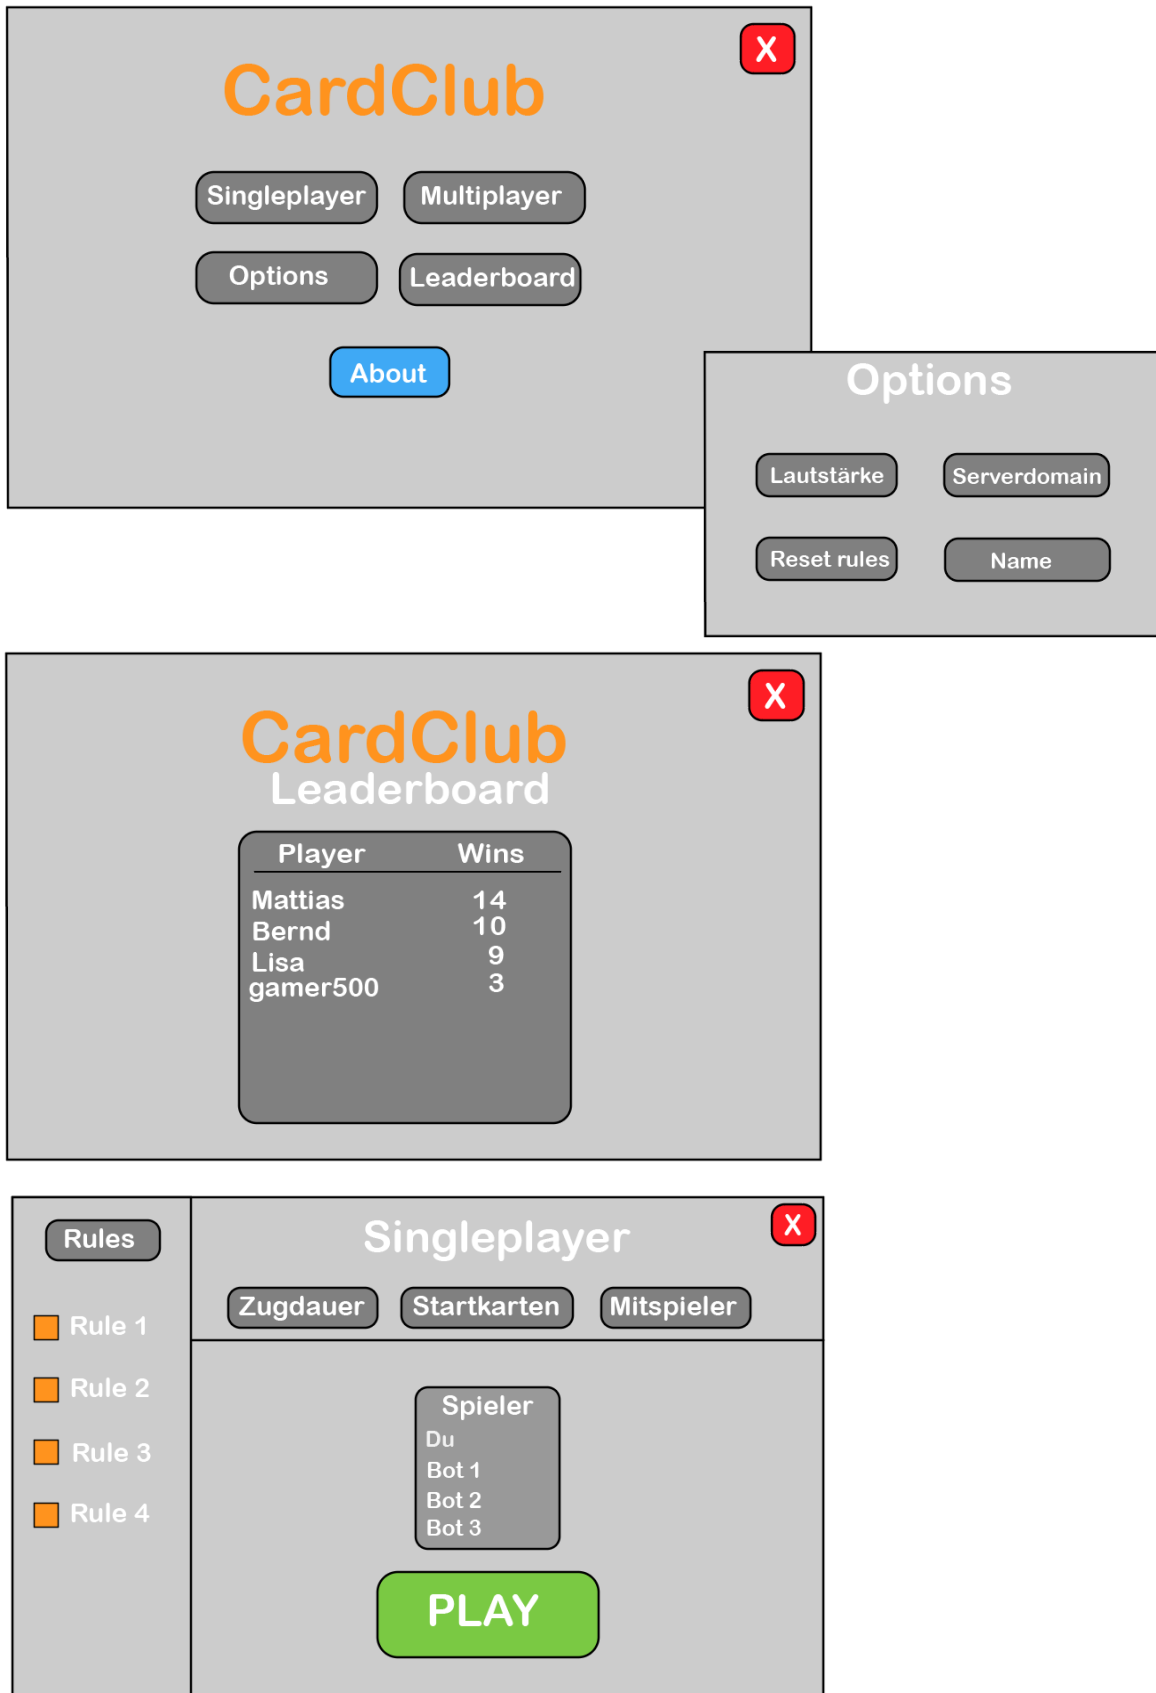 X
CardClub
Singleplayer Multiplayer
Options Leaderboard
About
Options
Lautstärke Serverdomain
Reset rules Name
X
CardClub
Leaderboard
Player Wins
Mattias 14
Bernd 10
Lisa 9
gamer500 3
Rules
Rule 1
Rule 2
Rule 3
Rule 4
Singleplayer
X
Zugdauer Startkarten Mitspieler
Spieler
Du
Bot 1
Bot 2
Bot 3
PLAY